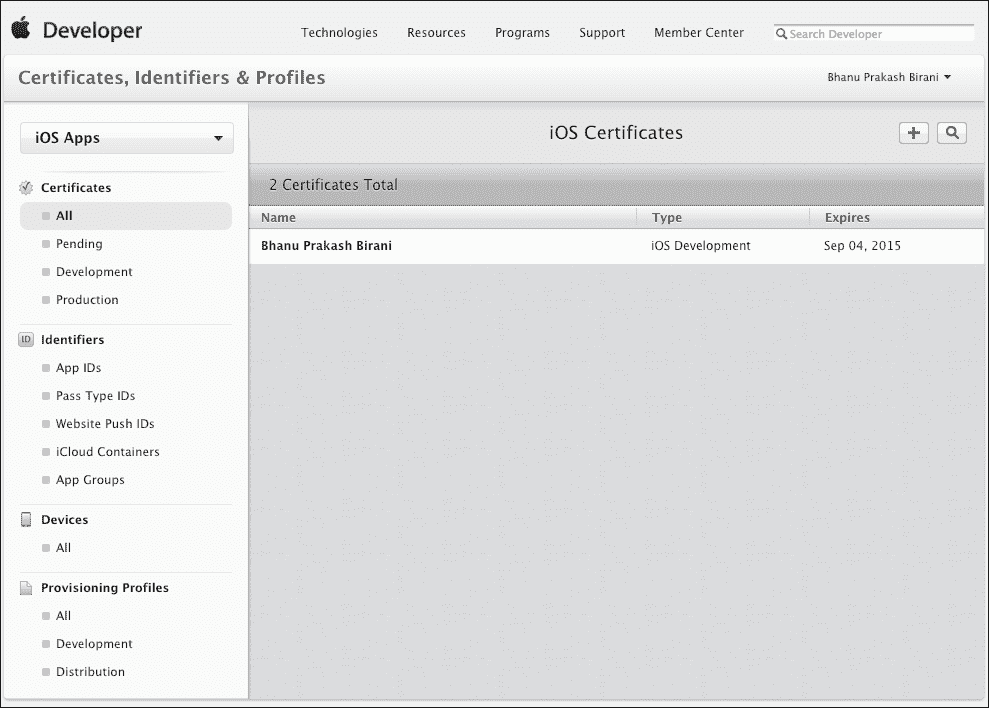 Developer
Technologies Resources Programs Support Member Center Search Developer
Certificates, Identifiers & Profiles
Bhanu Prakash Birani
iOS Apps
iOS Certificates
2 Certificates Total
Name Type Expires
Bhanu Prakash Birani iOS Development Sep 04, 2015
Certificates
All
Pending
Development
Production
ID Identifiers
App IDs
Pass Type IDs
Website Push IDs
iCloud Containers
App Groups
Devices
All
Provisioning Profiles
All
Development
Distribution